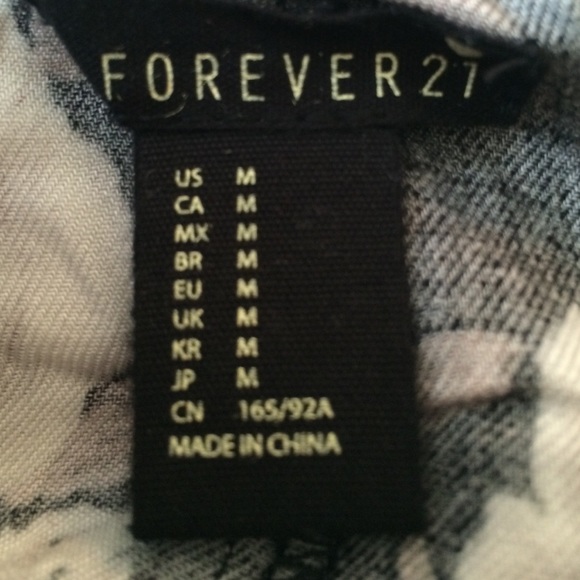 FOREVER 21
US M
CA M
MX M
BR M
EU M
UK M
KR M
JP M
CN 165/92A
MADE IN CHINA